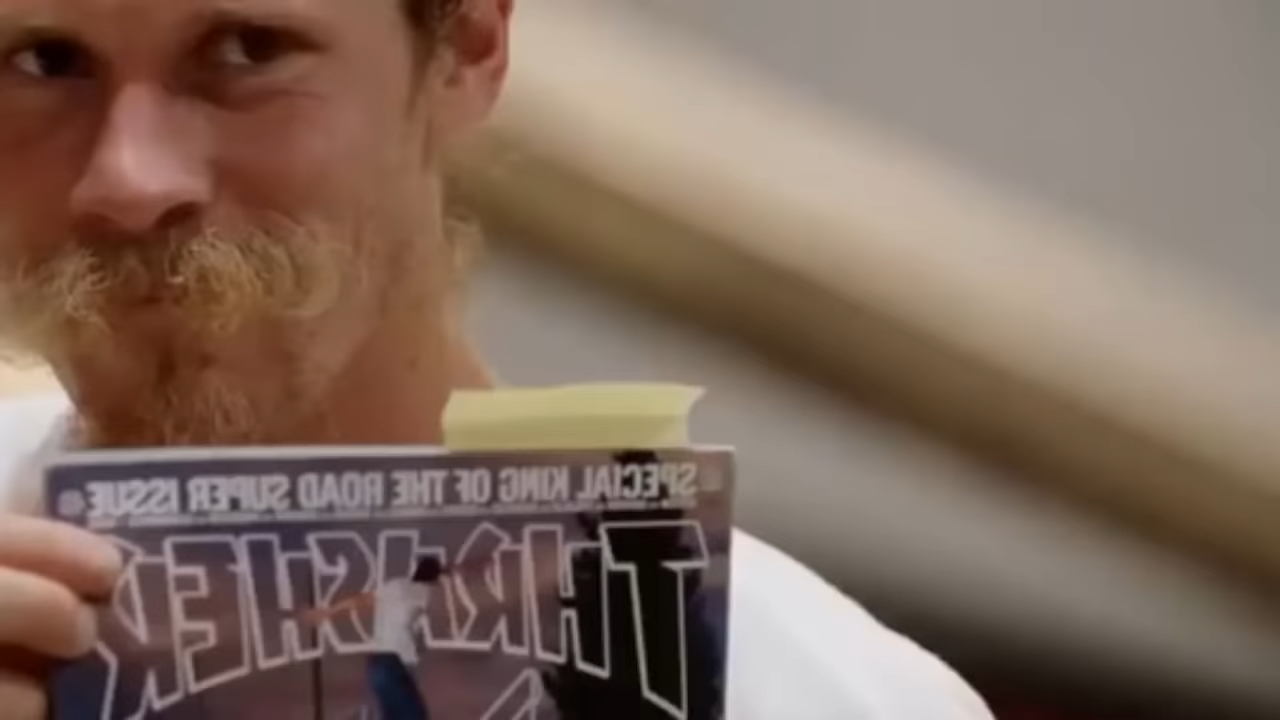 SPECIAL KING OF THE ROAD SUPER ISSUE
THRASHER